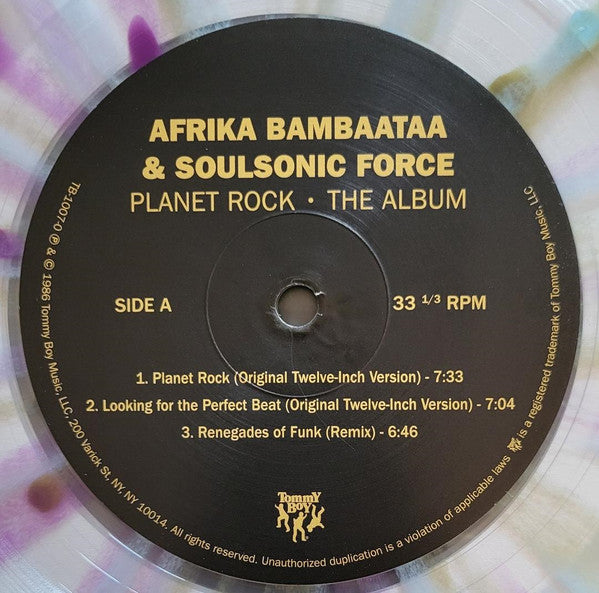 AFRIKA BAMBAATAA
& SOULSONIC FORCE
PLANET ROCK • THE ALBUM
SIDE A
33 1/3 RPM
1. Planet Rock (Original Twelve-Inch Version) - 7:33
2. Looking for the Perfect Beat (Original Twelve-Inch Version) - 7:04
3. Renegades of Funk (Remix) - 6:46
Tommy
Boy
TB-1007-0 ℗ & © 1986 Tommy Boy Music, LLC, 200 Varick St, NY, NY 10014. All rights reserved. Unauthorized duplication is a violation of applicable laws is a registered trademark of Tommy Boy Music, LLC